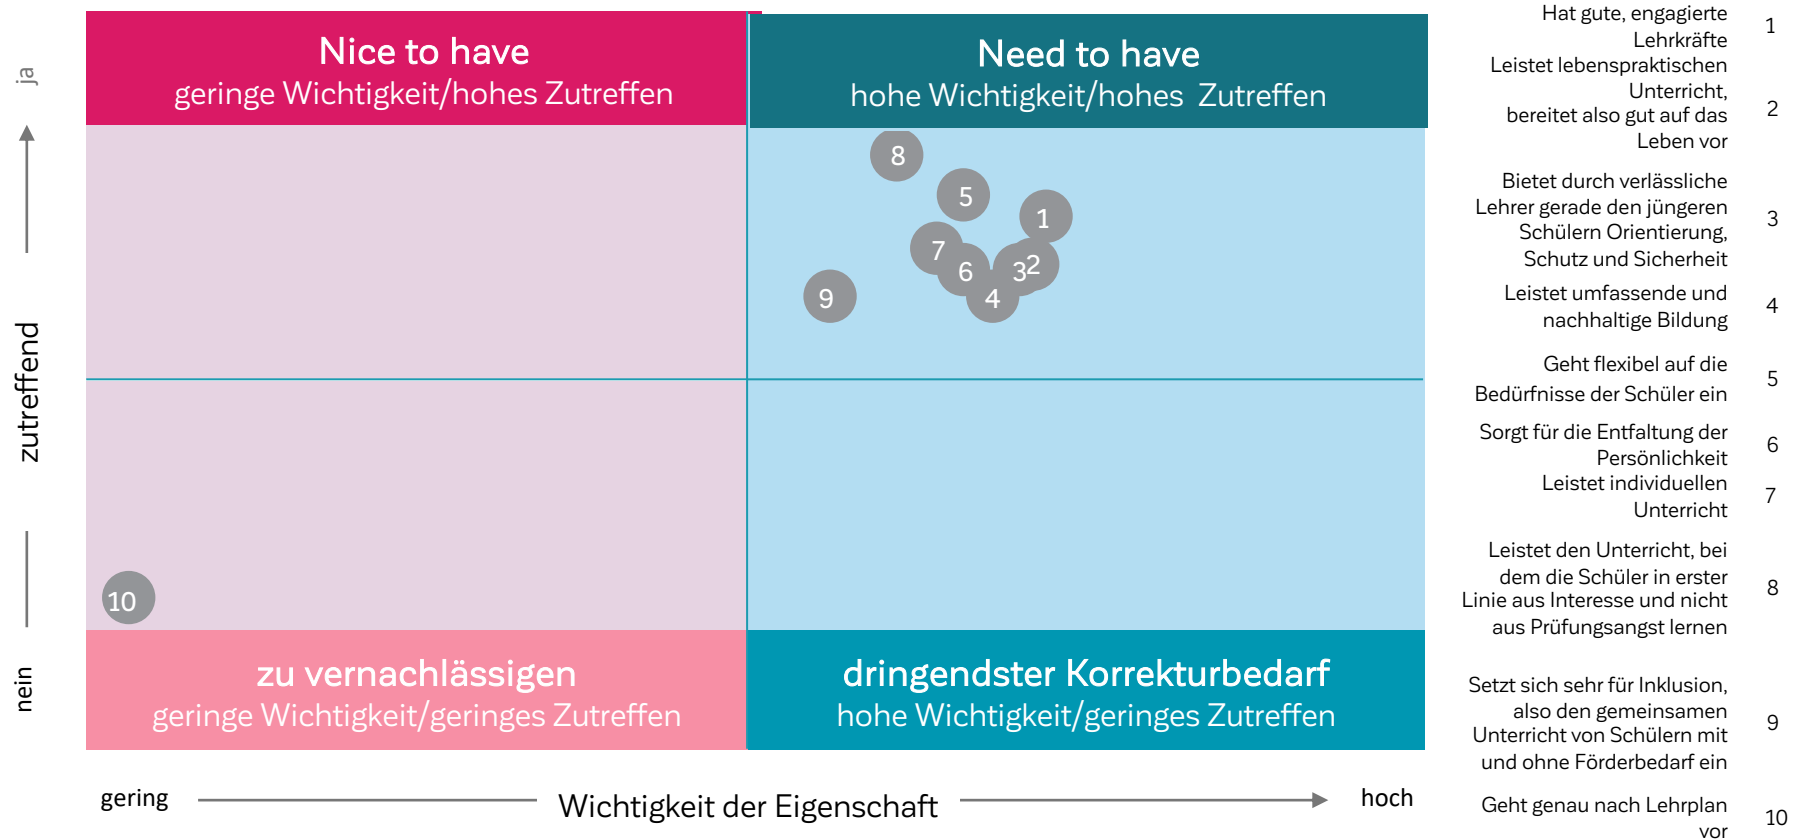 ja
zutreffend
nein
Nice to have
geringe Wichtigkeit/hohes Zutreffen
Need to have
hohe Wichtigkeit/hohes Zutreffen
8
5
1
7
6
3
2
4
9
10
zu vernachlässigen
geringe Wichtigkeit/geringes Zutreffen
dringendster Korrekturbedarf
hohe Wichtigkeit/geringes Zutreffen
gering
Wichtigkeit der Eigenschaft
hoch
Hat gute, engagierte
Lehrkräfte
1
Leistet lebenspraktischen
Unterricht,
bereitet also gut auf das
Leben vor
2
Bietet durch verlässliche
Lehrer gerade den jüngeren
Schülern Orientierung,
Schutz und Sicherheit
3
Leistet umfassende und
nachhaltige Bildung
4
Geht flexibel auf die
Bedürfnisse der Schüler ein
5
Sorgt für die Entfaltung der
Persönlichkeit
6
Leistet individuellen
Unterricht
7
Leistet den Unterricht, bei
dem die Schüler in erster
Linie aus Interesse und nicht
aus Prüfungsangst lernen
8
Setzt sich sehr für Inklusion,
also den gemeinsamen
Unterricht von Schülern mit
und ohne Förderbedarf ein
9
Geht genau nach Lehrplan
vor
10